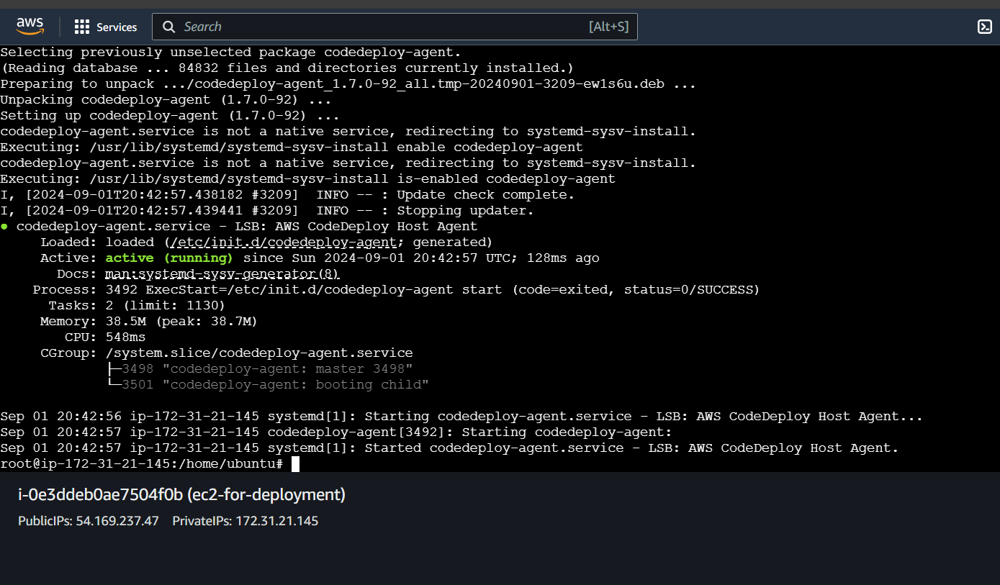 aws
Services
Search [Alt+S]
Selecting previously unselected package codedeploy-agent.
(Reading database ... 84832 files and directories currently installed.)
Preparing to unpack .../codedeploy-agent_1.7.0-92_all.tmp-20240901-3209-ew1s6u.deb ...
Unpacking codedeploy-agent (1.7.0-92) ...
Setting up codedeploy-agent (1.7.0-92) ...
codedeploy-agent.service is not a native service, redirecting to systemd-sysv-install.
Executing: /usr/lib/systemd/systemd-sysv-install enable codedeploy-agent
codedeploy-agent.service is not a native service, redirecting to systemd-sysv-install.
Executing: /usr/lib/systemd/systemd-sysv-install is-enabled codedeploy-agent
I, [2024-09-01T20:42:57.438182 #3209]  INFO -- : Update check complete.
I, [2024-09-01T20:42:57.439441 #3209]  INFO -- : Stopping updater.
● codedeploy-agent.service - LSB: AWS CodeDeploy Host Agent
     Loaded: loaded (/etc/init.d/codedeploy-agent; generated)
     Active: active (running) since Sun 2024-09-01 20:42:57 UTC; 128ms ago
       Docs: man:systemd-sysv-generator(8)
    Process: 3492 ExecStart=/etc/init.d/codedeploy-agent start (code=exited, status=0/SUCCESS)
      Tasks: 2 (limit: 1130)
     Memory: 38.5M (peak: 38.7M)
        CPU: 548ms
     CGroup: /system.slice/codedeploy-agent.service
             ├─3498 "codedeploy-agent: master 3498"
             └─3501 "codedeploy-agent: booting child"
Sep 01 20:42:56 ip-172-31-21-145 systemd[1]: Starting codedeploy-agent.service - LSB: AWS CodeDeploy Host Agent...
Sep 01 20:42:57 ip-172-31-21-145 codedeploy-agent[3492]: Starting codedeploy-agent:
Sep 01 20:42:57 ip-172-31-21-145 systemd[1]: Started codedeploy-agent.service - LSB: AWS CodeDeploy Host Agent.
root@ip-172-31-21-145:/home/ubuntu#
i-0e3ddeb0ae7504f0b (ec2-for-deployment)
PublicIPs: 54.169.237.47 PrivateIPs: 172.31.21.145